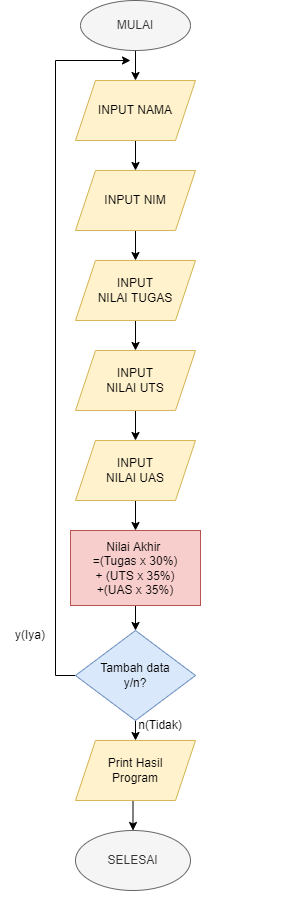 MULAI
INPUT NAMA
INPUT NIM
INPUT
NILAI TUGAS
INPUT
NILAI UTS
INPUT
NILAI UAS
Nilai Akhir
=(Tugas x 30%)
+ (UTS x 35%)
+(UAS x 35%)
y(Iya)
Tambah data
y/n?
n(Tidak)
Print Hasil
Program
SELESAI